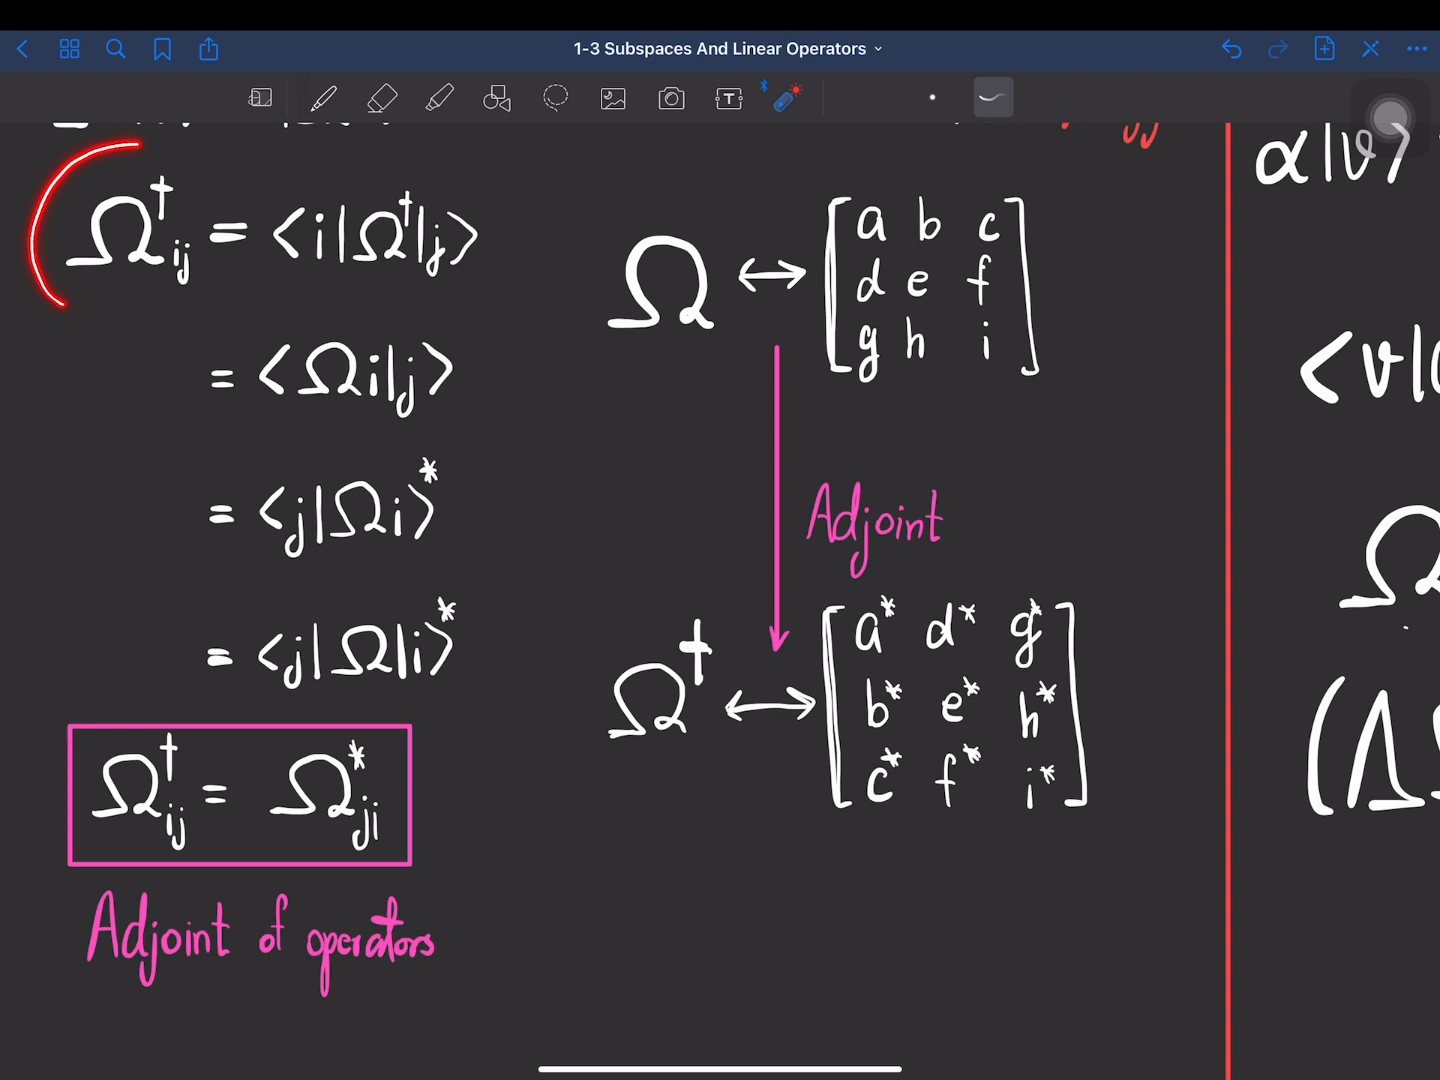 1-3 Subspaces And Linear Operators
Ω†ij = <i|Ω†|j>
= <Ωi|j>
= <j|Ωi>*
= <j|Ω|i>*
Ω†ij = Ω*ji
Adjoint of operators
Ω ↔ [a b c
d e f
g h i]
Adjoint
Ω† ↔ [a* d* g*
b* e* h*
c* f* i*]
α|v>
<v|
Ω
(Λ